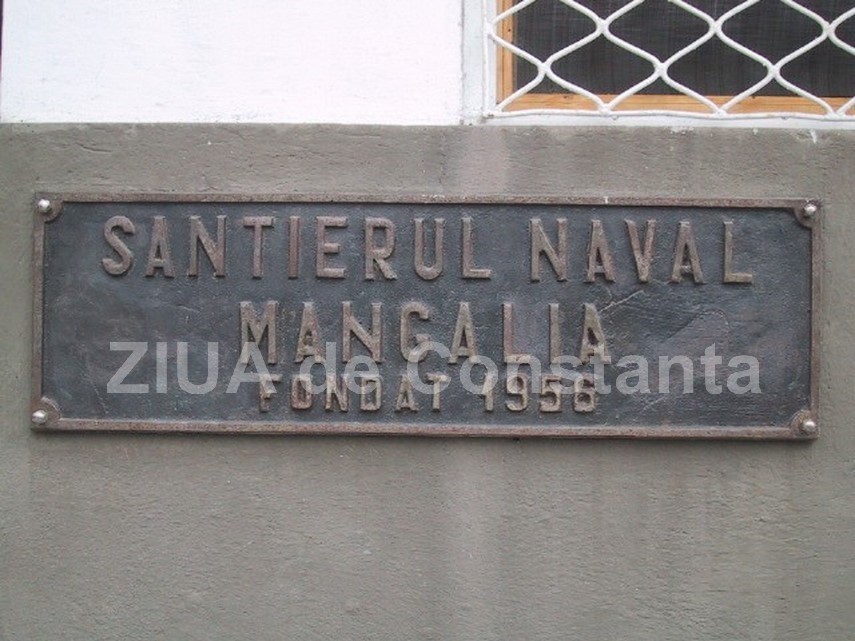 SANTIERUL NAVAL
MANGALIA
ZIUA de Constanta
FONDAT 1956